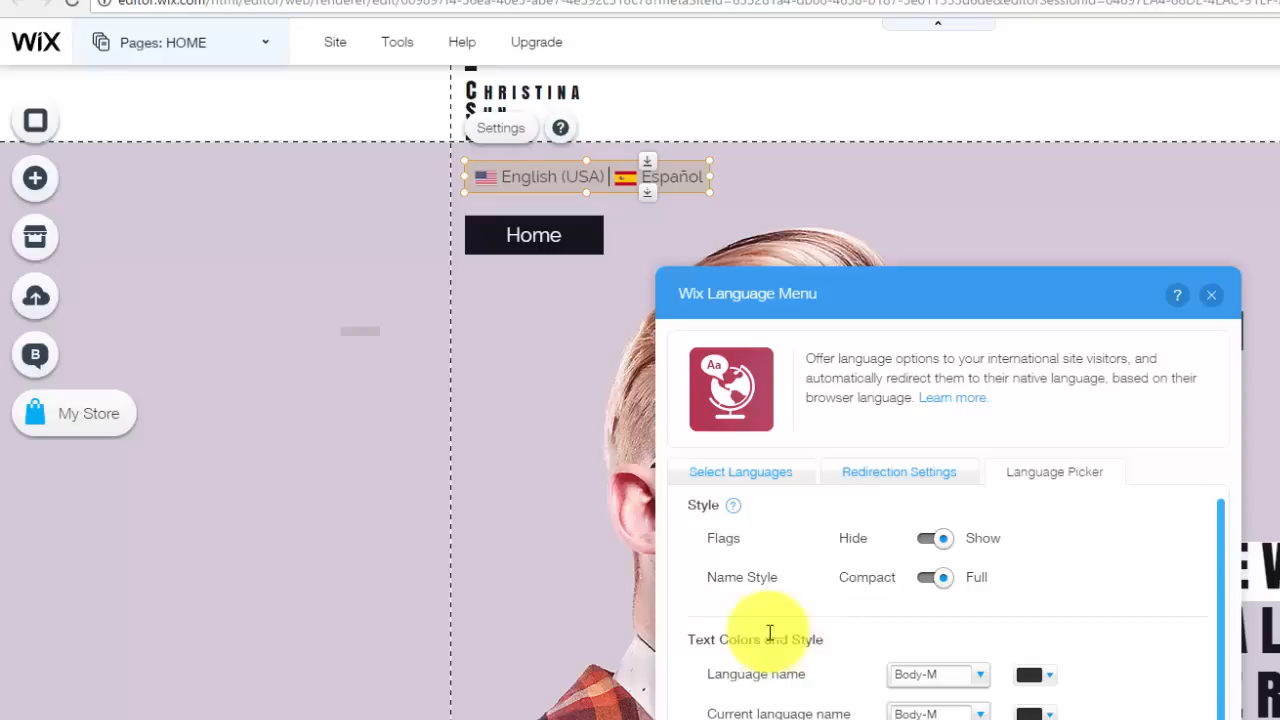 WiX
Pages: HOME
Site
Tools
Help
Upgrade
CHRISTINA
SUN
Settings
?
English (USA) | Español
Home
B
My Store
Wix Language Menu
?
Aa
Offer language options to your international site visitors, and
automatically redirect them to their native language, based on their
browser language. Learn more.
Select Languages
Redirection Settings
Language Picker
Style ?
Flags
Hide
Show
Name Style
Compact
Full
Text Colors and Style
Language name
Body-M
Current language name
Body-M